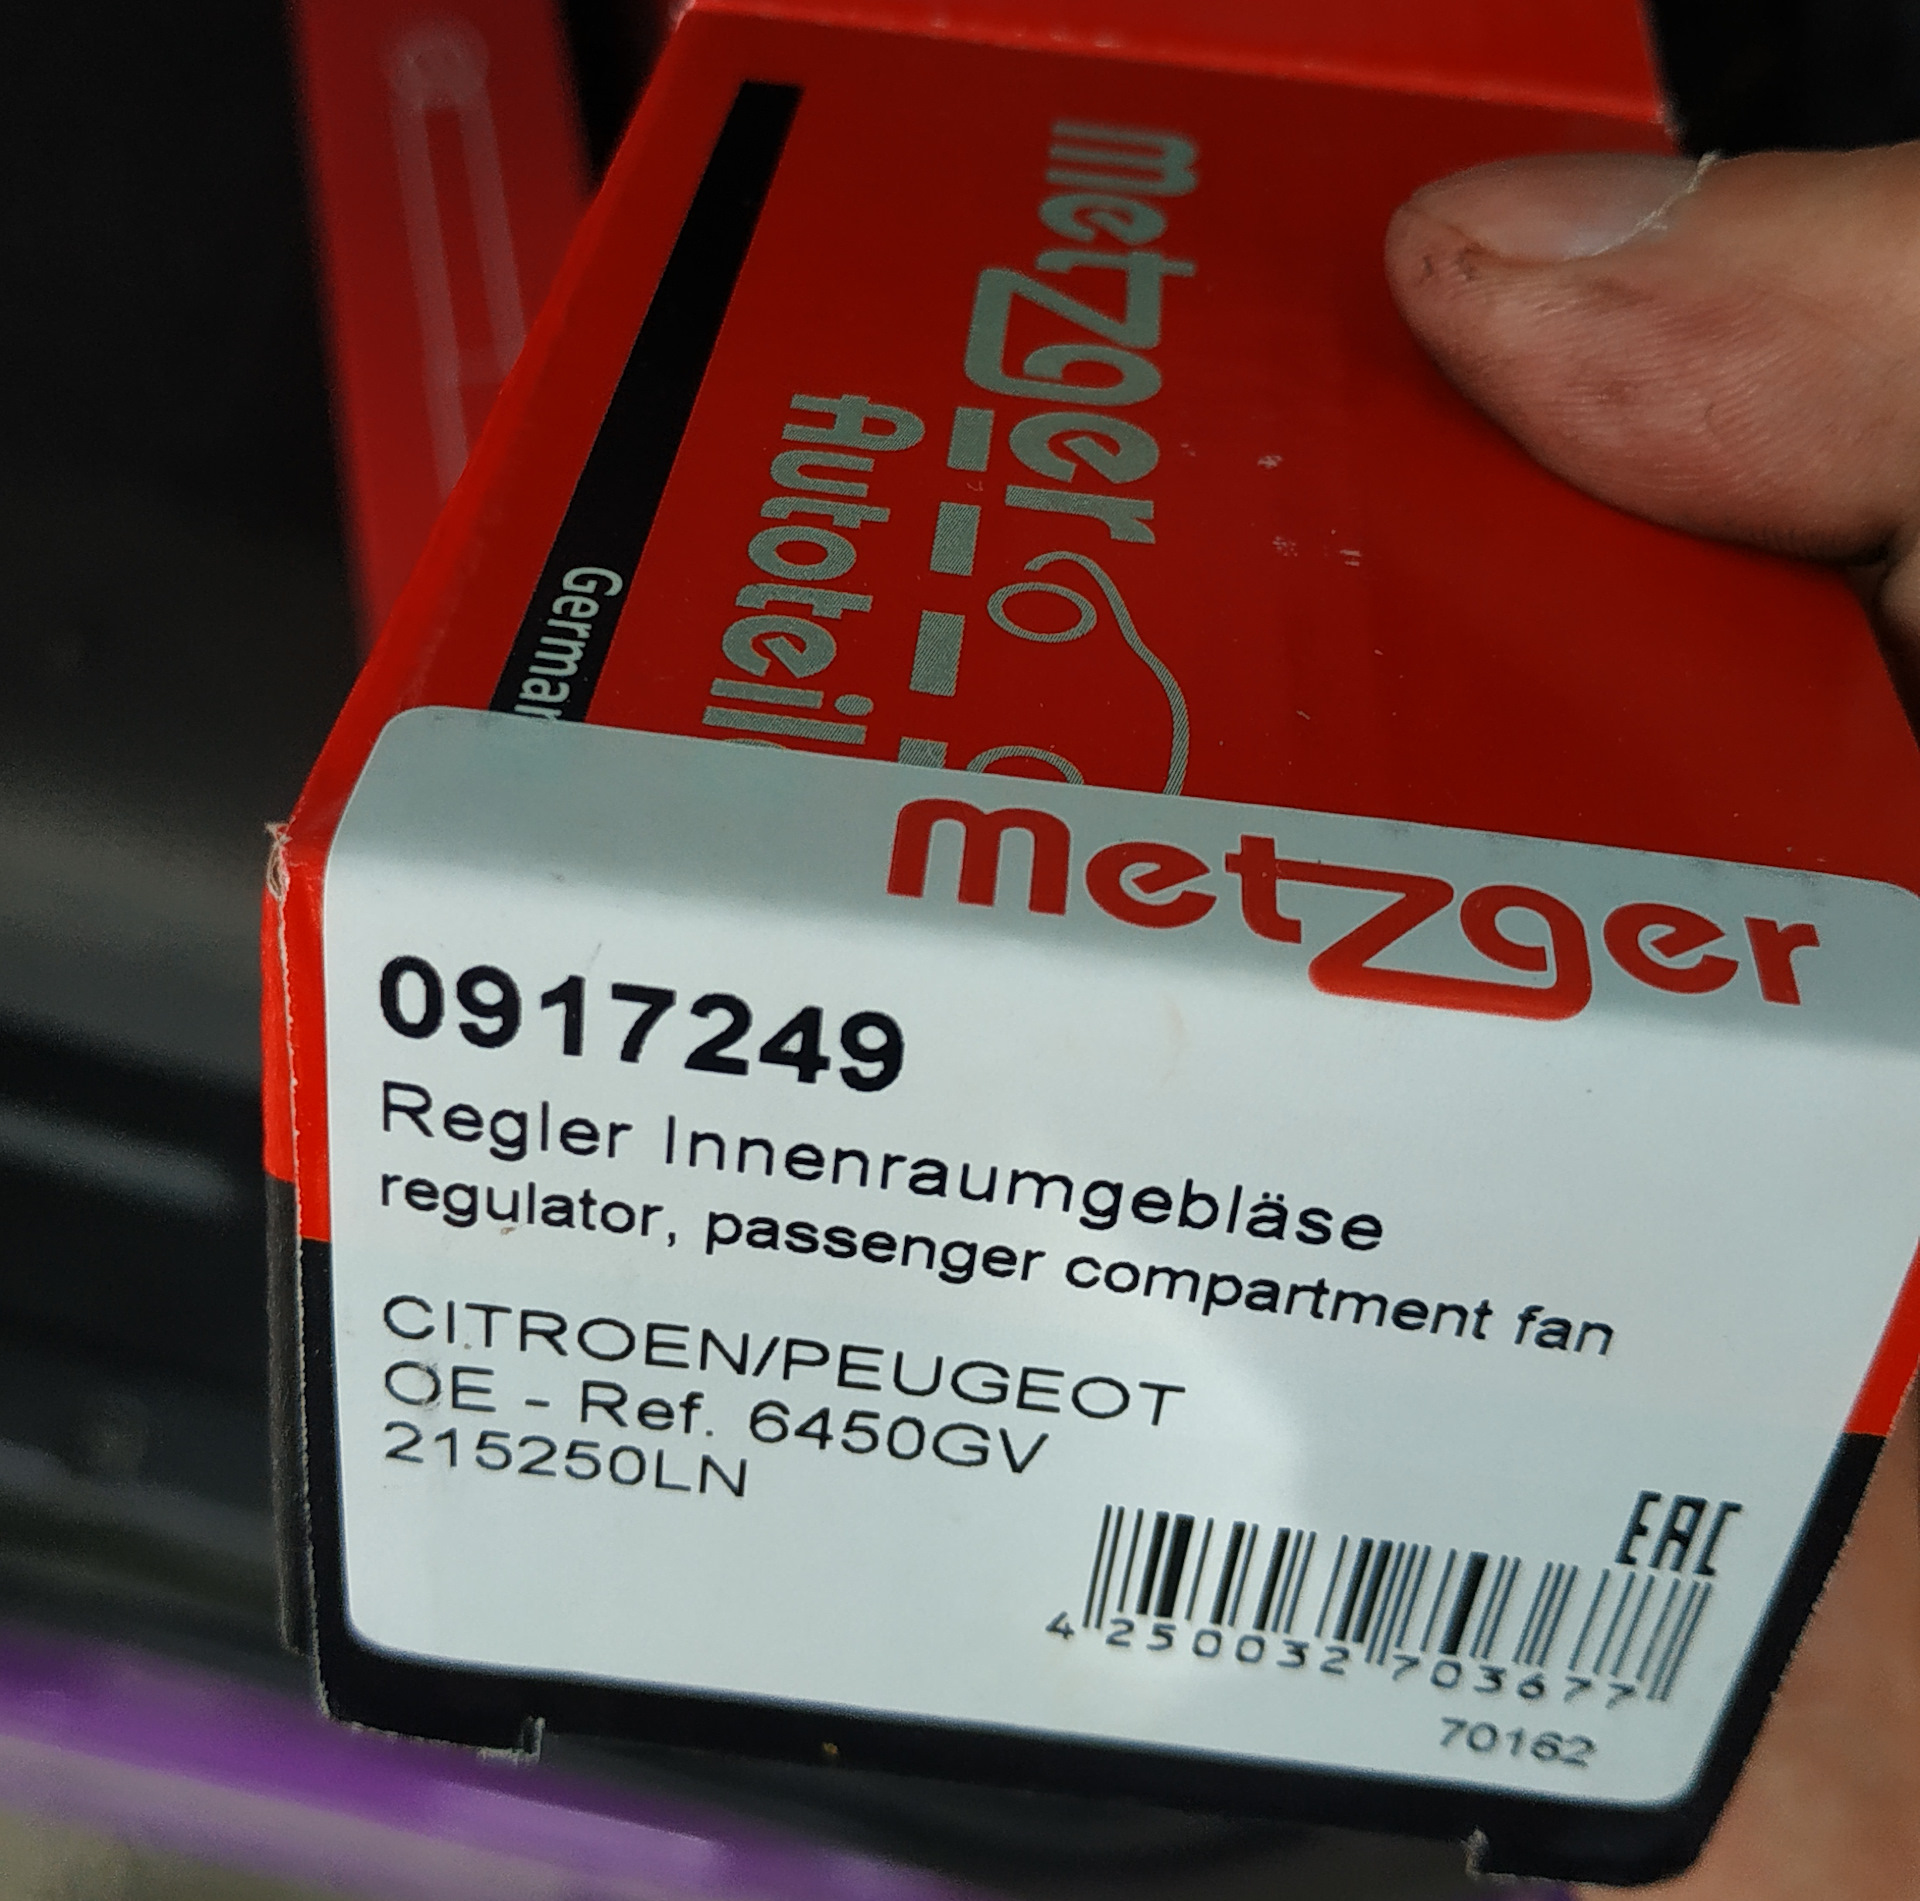 metzger
Autoteile
German
metzger
0917249
Regler Innenraumgebläse
regulator, passenger compartment fan
CITROEN/PEUGEOT
OE - Ref. 6450GV
215250LN
EAC
4 250032 703677
70162